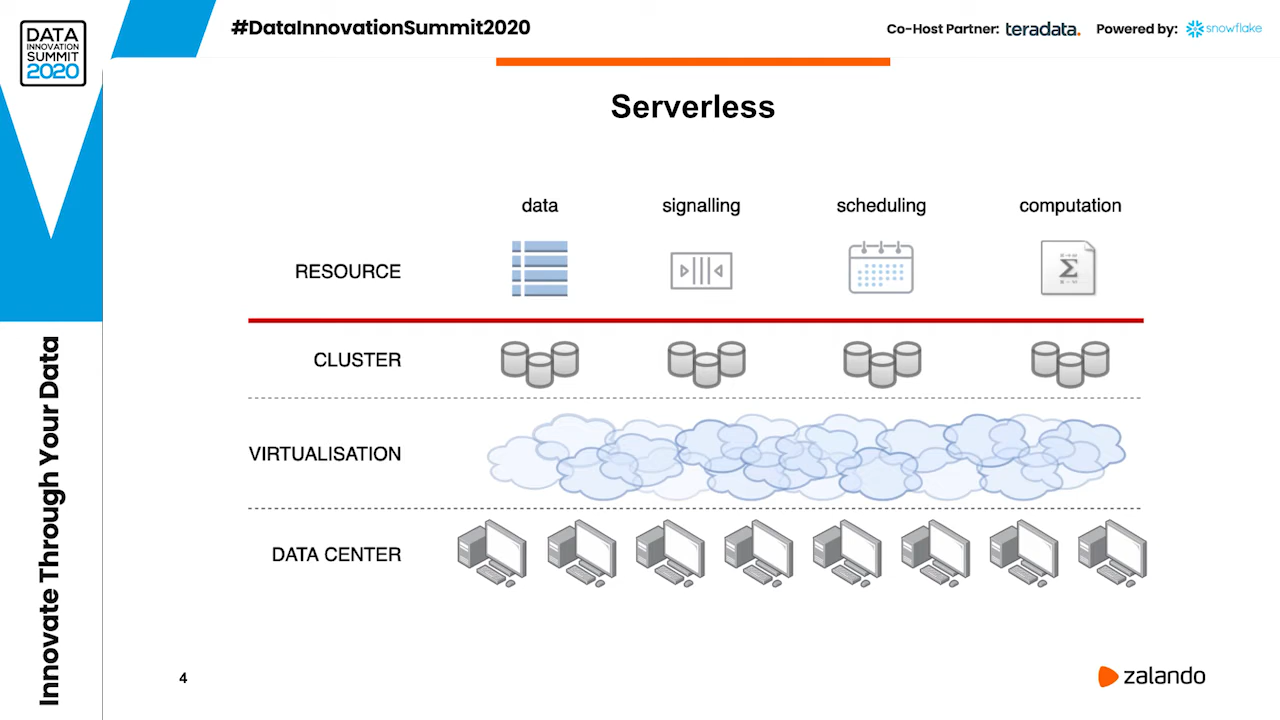 DATA
INNOVATION
SUMMIT
2020
#DataInnovationSummit2020
Co-Host Partner: teradata.
Powered by: snowflake
Serverless
data signalling scheduling computation
RESOURCE
Σ
CLUSTER
VIRTUALISATION
DATA CENTER
Innovate Through Your Data
4
zalando